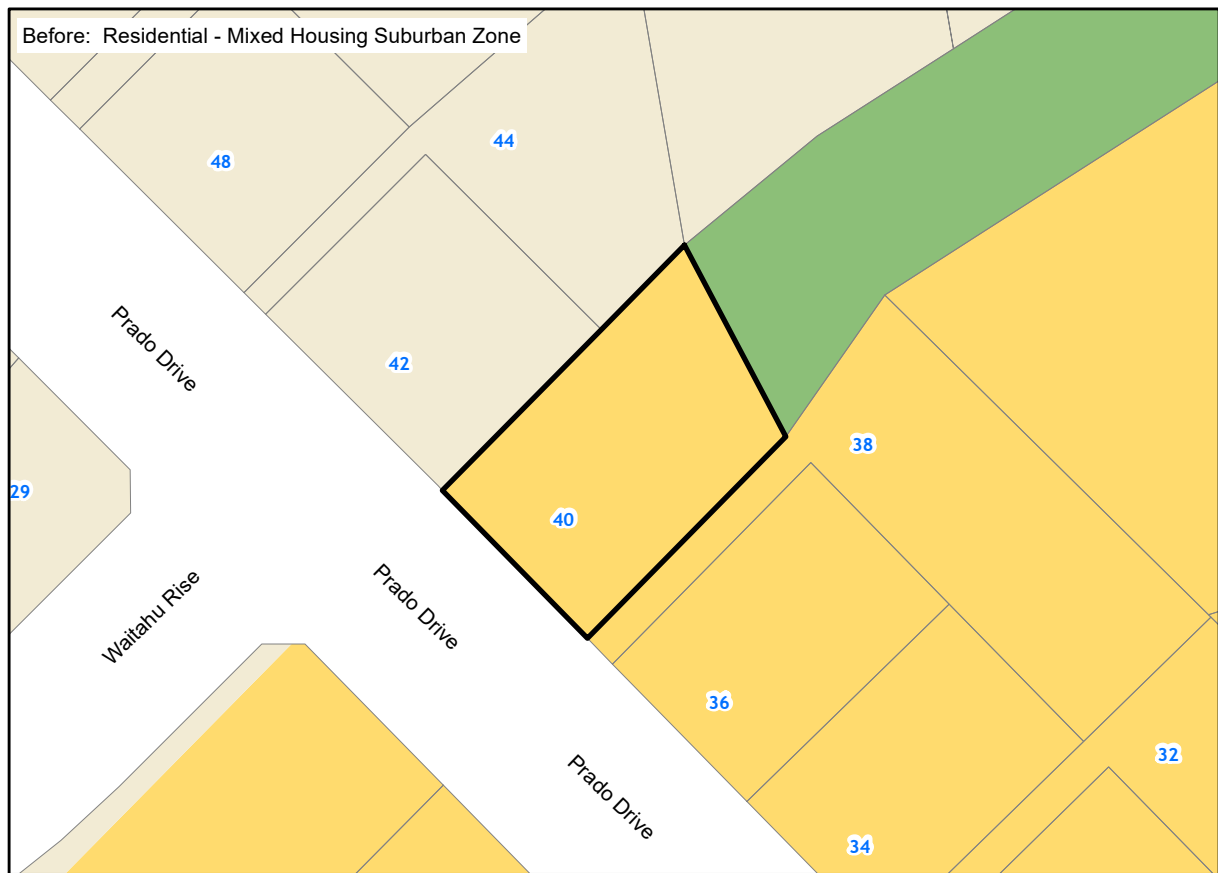 Before:  Residential - Mixed Housing Suburban Zone
44
48
Prado Drive
42
38
29
40
Prado Drive
Waitahu Rise
36
32
Prado Drive
34